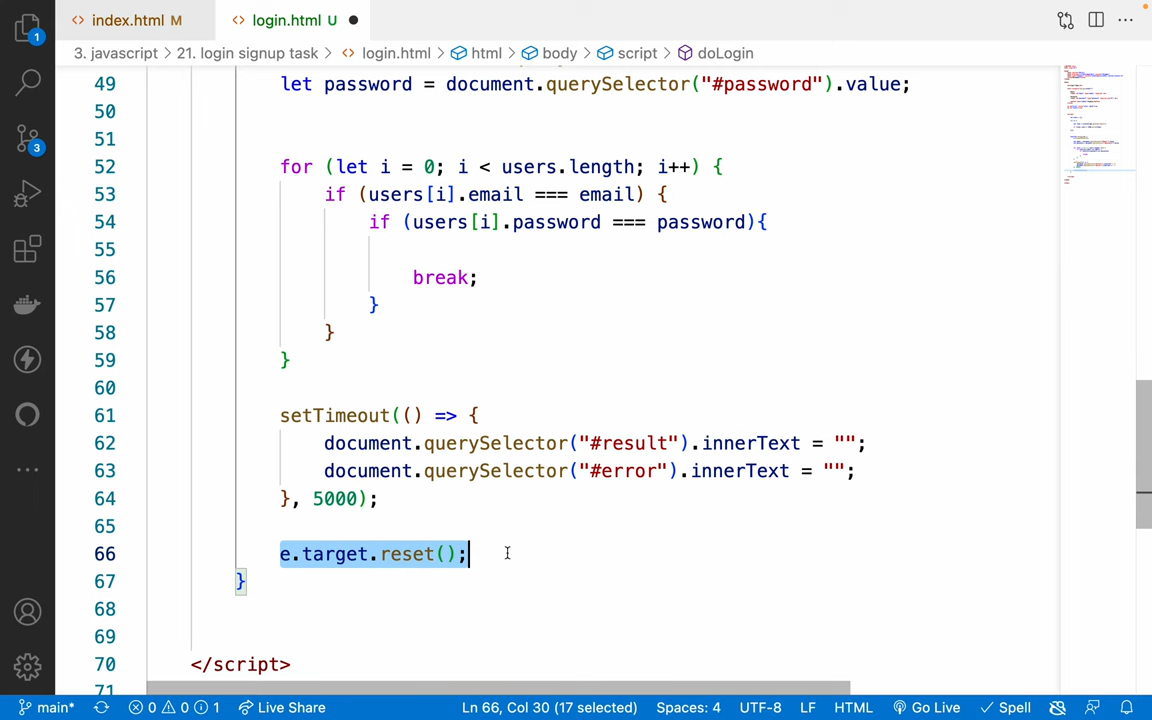 index.html M
login.html U
3. javascript > 21. login signup task > login.html > html > body > script > doLogin
1
3
49 let password = document.querySelector("#password").value;
50
51
52 for (let i = 0; i < users.length; i++) {
53 if (users[i].email === email) {
54 if (users[i].password === password){
55
56 break;
57 }
58 }
59 }
60
61 setTimeout(() => {
62 document.querySelector("#result").innerText = "";
63 document.querySelector("#error").innerText = "";
64 }, 5000);
65
66 e.target.reset();
67 }
68
69
70 </script>
71
main* 0 0 1 Live Share Ln 66, Col 30 (17 selected) Spaces: 4 UTF-8 LF HTML Go Live Spell